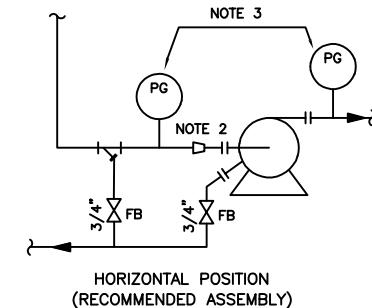 NOTE 3
PG
PG
NOTE 2
3/4" FB
3/4" FB
HORIZONTAL POSITION
(RECOMMENDED ASSEMBLY)